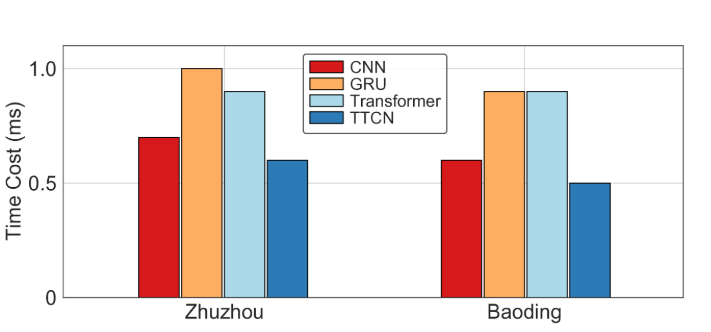 CNN
GRU
Transformer
TTCN
Time Cost (ms)
1.0
0.5
0
Zhuzhou
Baoding